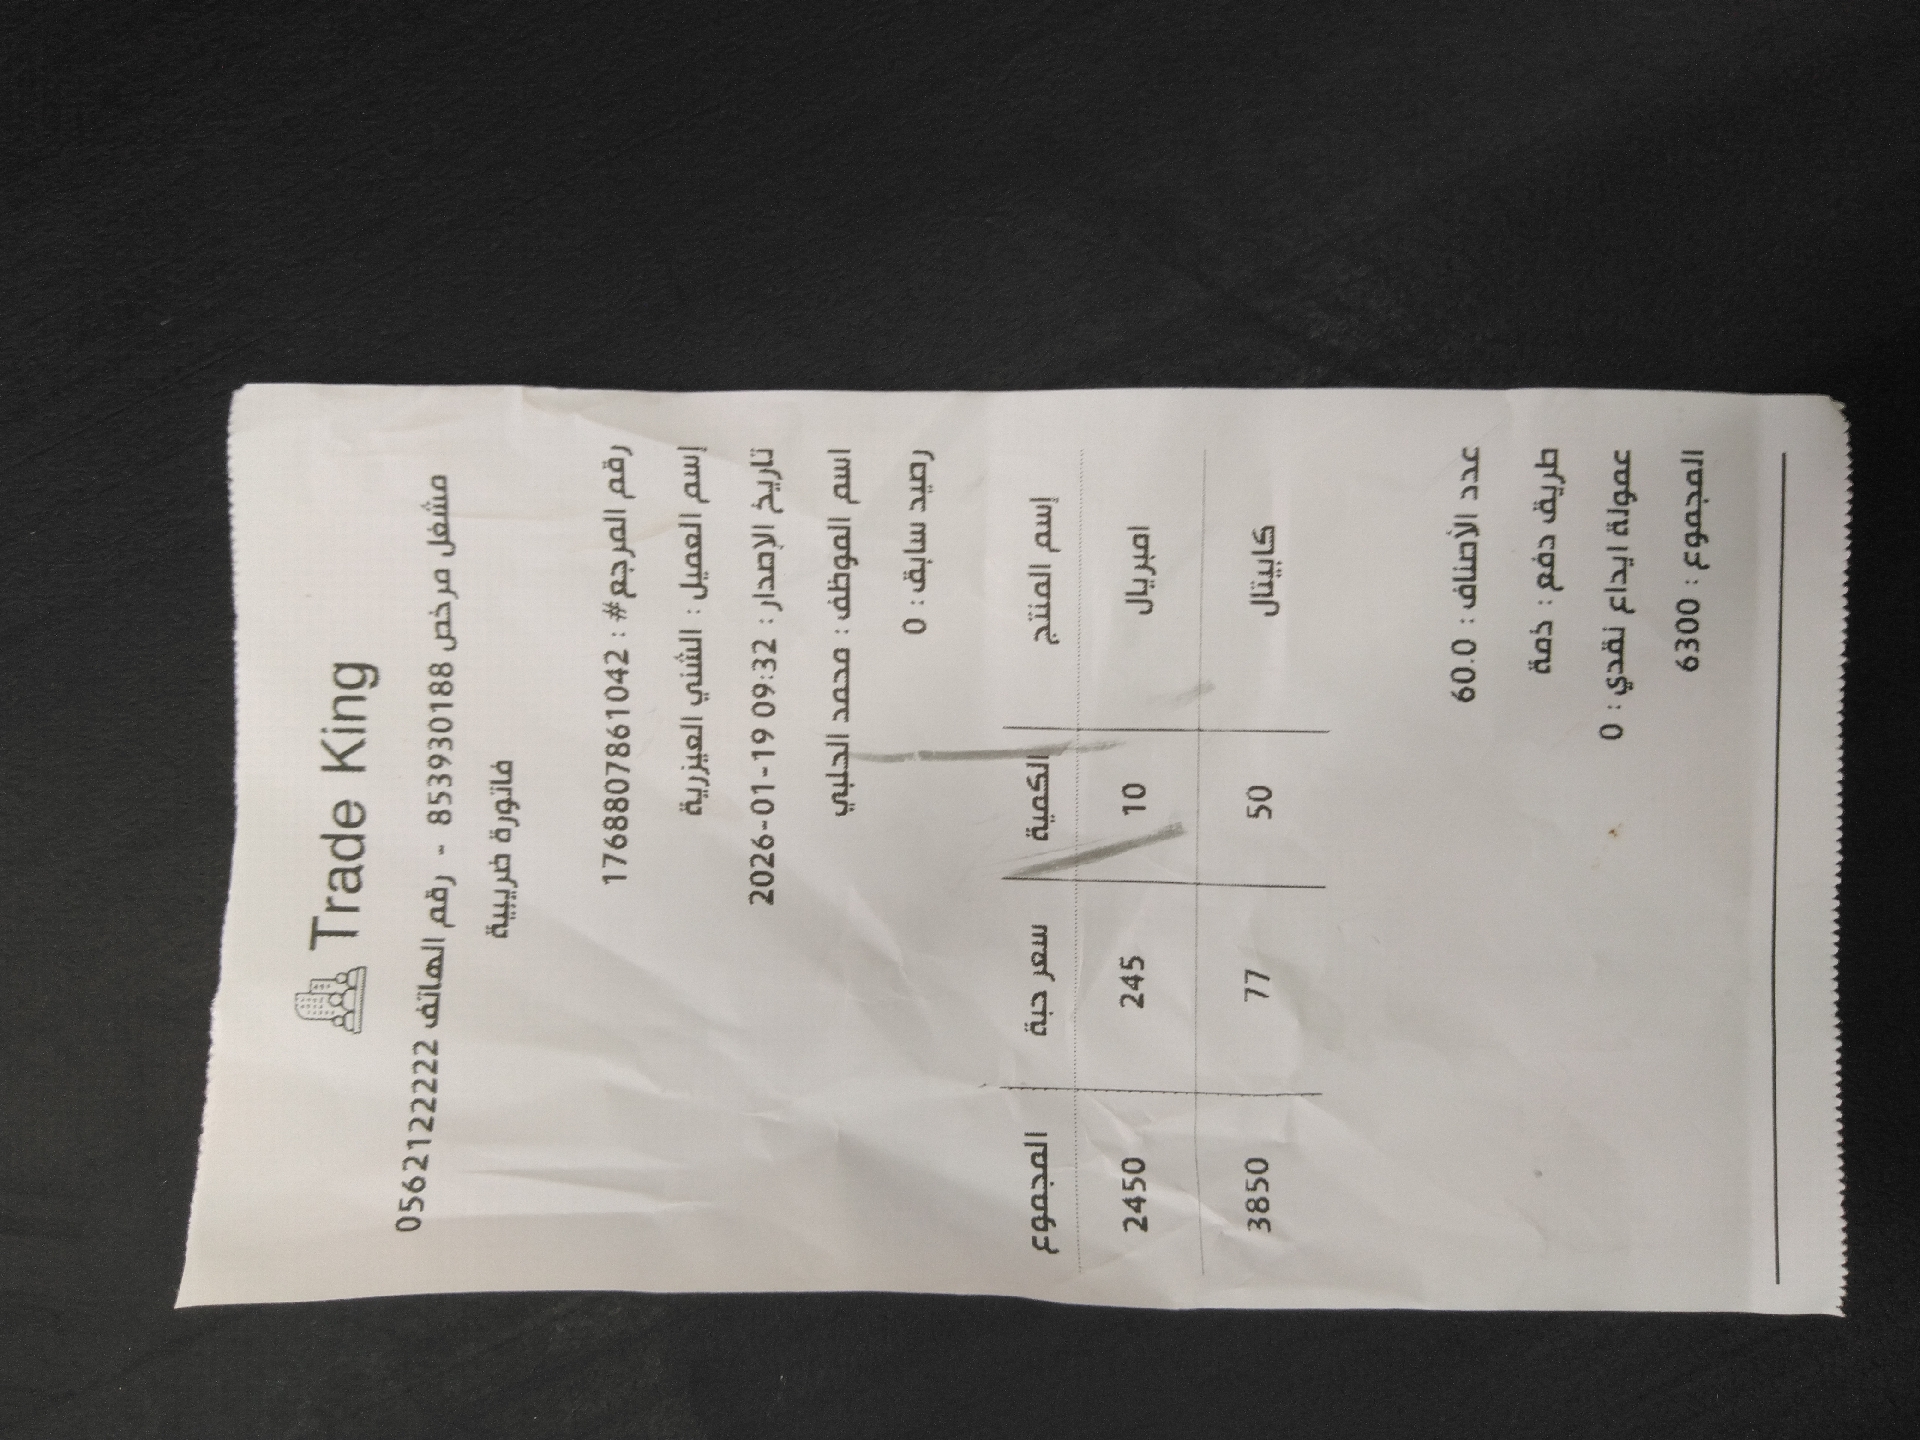 Trade King
مشغل مرخص 853930188 - رقم الهاتف 0562122222
فاتورة ضريبية
رقم المرجع# : 1768807861042
إسم العميل : الشني العيزرية
تاريخ الإصدار : 2026-01-19 09:32
اسم الموظف : محمد الحلبي
رصيد سابق : 0
إسم المنتج الكمية سعر حبة المجموع
امبريال 10 245 2450
كابيتال 50 77 3850
عدد الأصناف : 60.0
طريق دفع : ذمة
عمولة ايداع نقدي : 0
المجموع : 6300